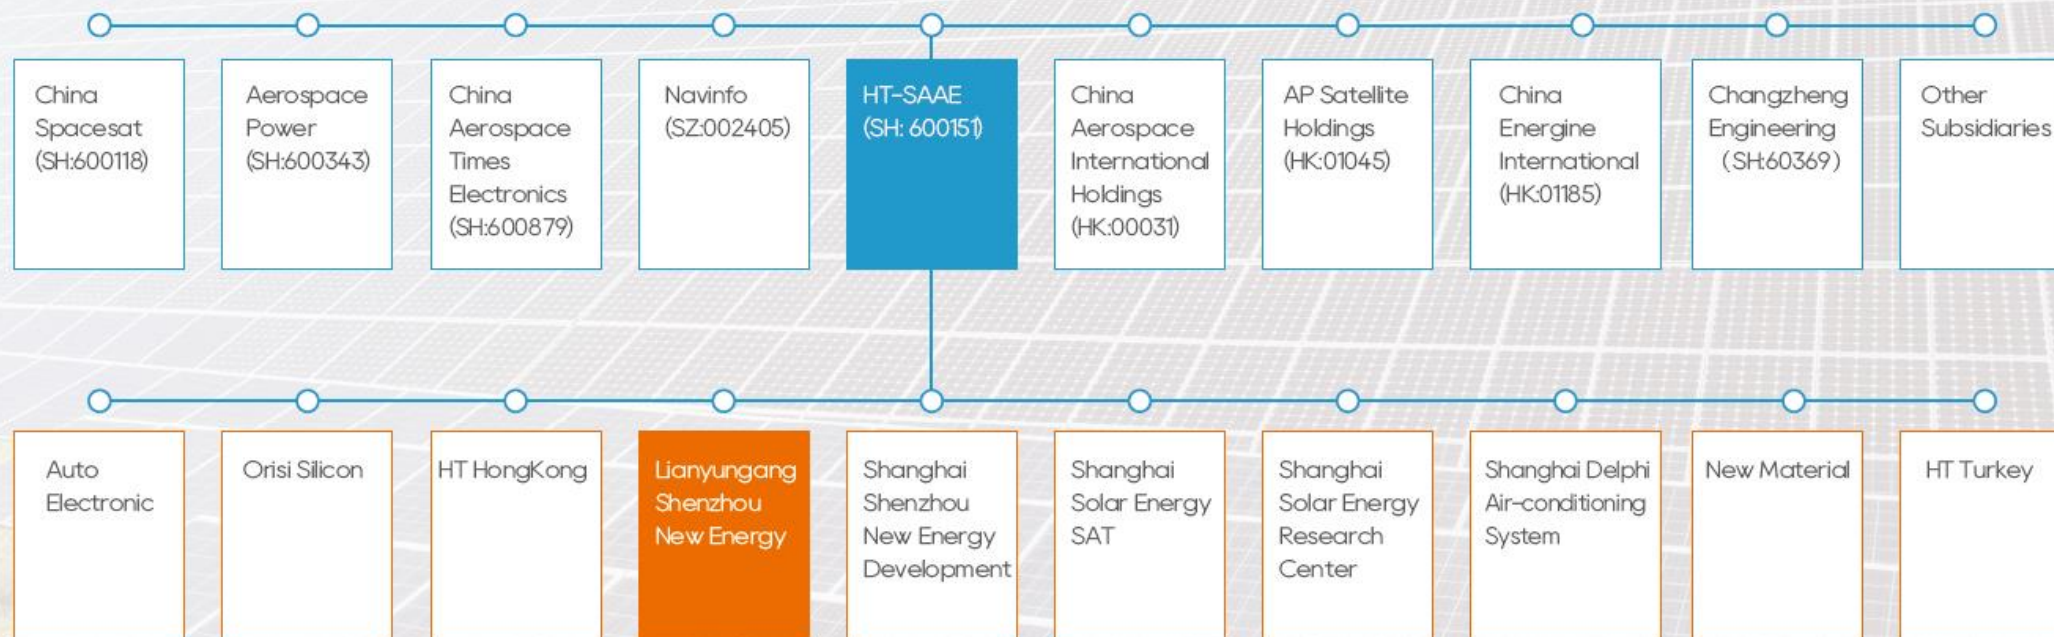 China
Spacesat
(SH:600118)
Aerospace
Power
(SH:600343)
China
Aerospace
Times
Electronics
(SH:600879)
Navinfo
(SZ:002405)
HT-SAAE
(SH: 600151)
China
Aerospace
International
Holdings
(HK:00031)
AP Satellite
Holdings
(HK:01045)
China
Energine
International
(HK:01185)
Changzheng
Engineering
(SH:60369)
Other
Subsidiaries
Auto
Electronic
Orisi Silicon
HT HongKong
Lianyungang
Shenzhou
New Energy
Shanghai
Shenzhou
New Energy
Development
Shanghai
Solar Energy
SAT
Shanghai
Solar Energy
Research
Center
Shanghai Delphi
Air-conditioning
System
New Material
HT Turkey